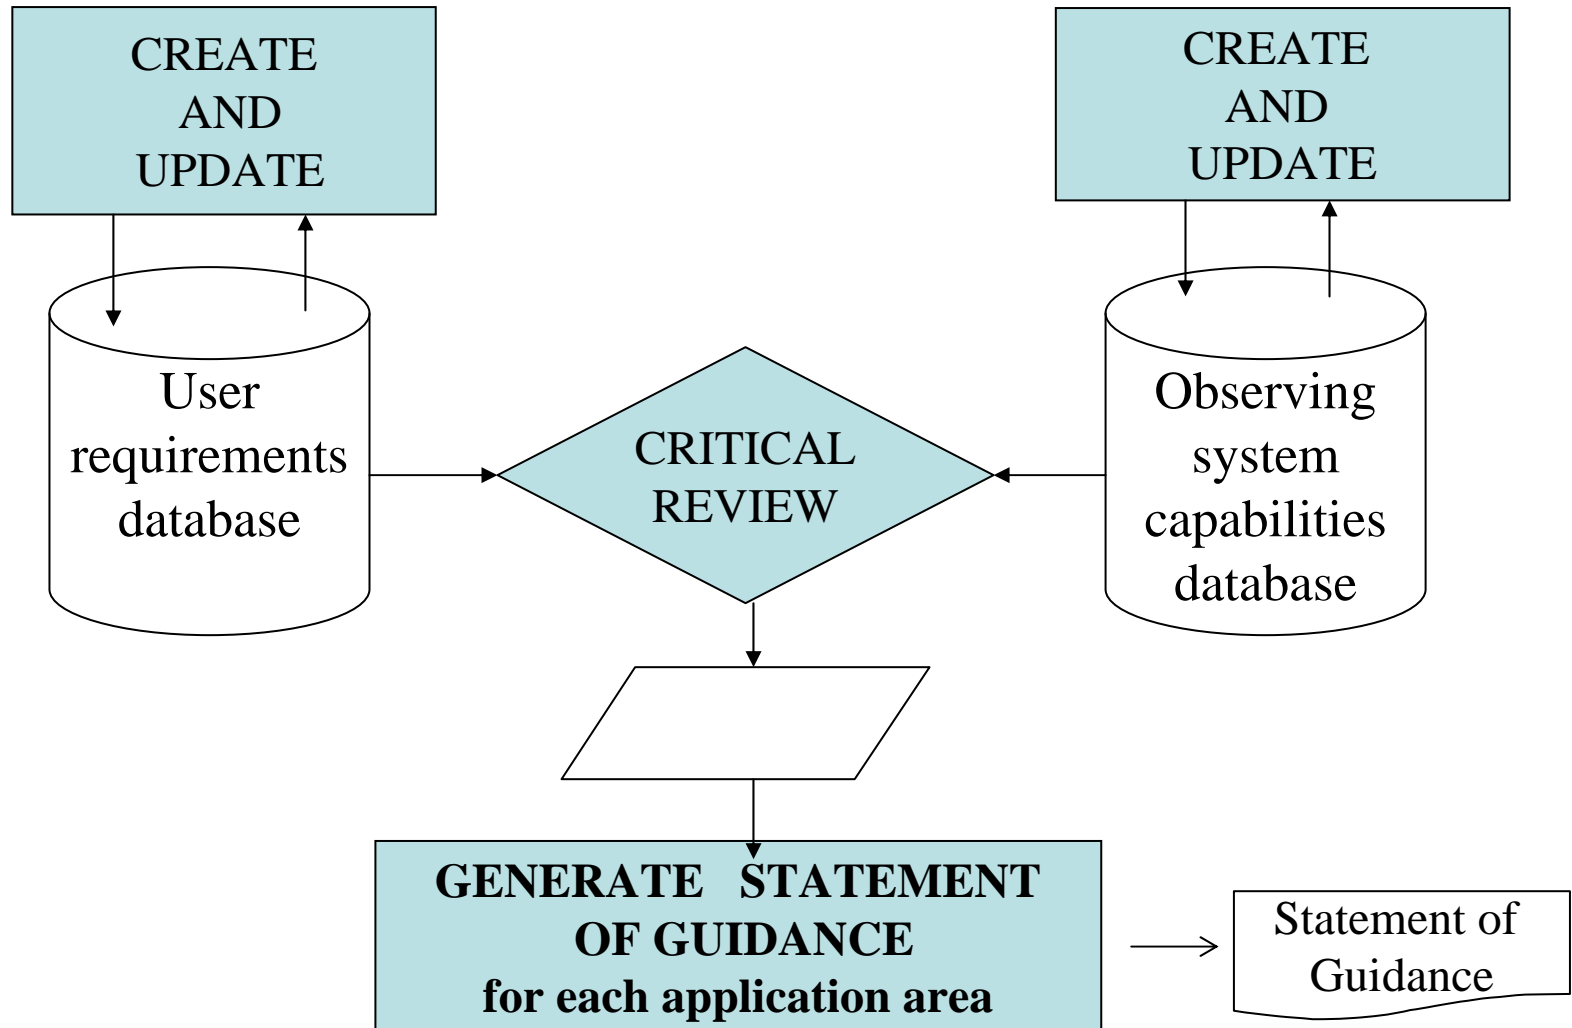 CREATE
AND
UPDATE
CREATE
AND
UPDATE
User
requirements
database
CRITICAL
REVIEW
Observing
system
capabilities
database
GENERATE STATEMENT
OF GUIDANCE
for each application area
Statement of
Guidance